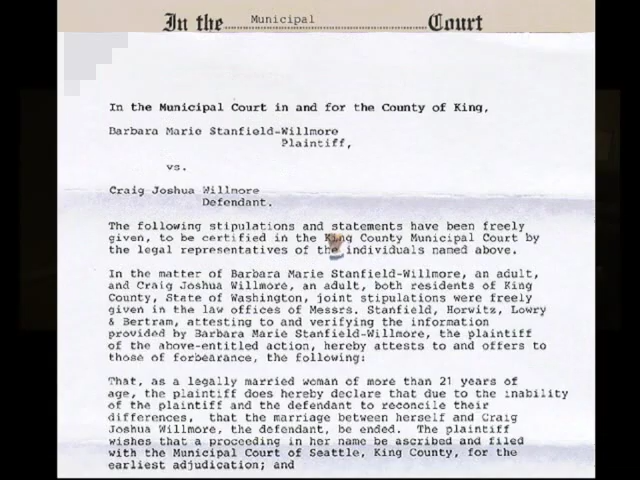 In the Municipal Court
In the Municipal Court in and for the County of King,
Barbara Marie Stanfield-Willmore
Plaintiff,
vs.
Craig Joshua Willmore
Defendant.
The following stipulations and statements have been freely
given, to be certified in the King County Municipal Court by
the legal representatives of the individuals named above.
In the matter of Barbara Marie Stanfield-Willmore, an adult,
and Craig Joshua Willmore, an adult, both residents of King
County, State of Washington, joint stipulations were freely
given in the law offices of Messrs. Stanfield, Horwitz, Lowry
& Bertram, attesting to and verifying the information
provided by Barbara Marie Stanfield-Willmore, the plaintiff
of the above-entitled action, hereby attests to and offers to
those of forbearance, the following:
That, as a legally married woman of more than 21 years of
age, the plaintiff does hereby declare that due to the inability
of the plaintiff and the defendant to reconcile their
differences, that the marriage between herself and Craig
Joshua Willmore, the defendant, be ended. The plaintiff
wishes that a proceeding in her name be ascribed and filed
with the Municipal Court of Seattle, King County, for the
earliest adjudication; and